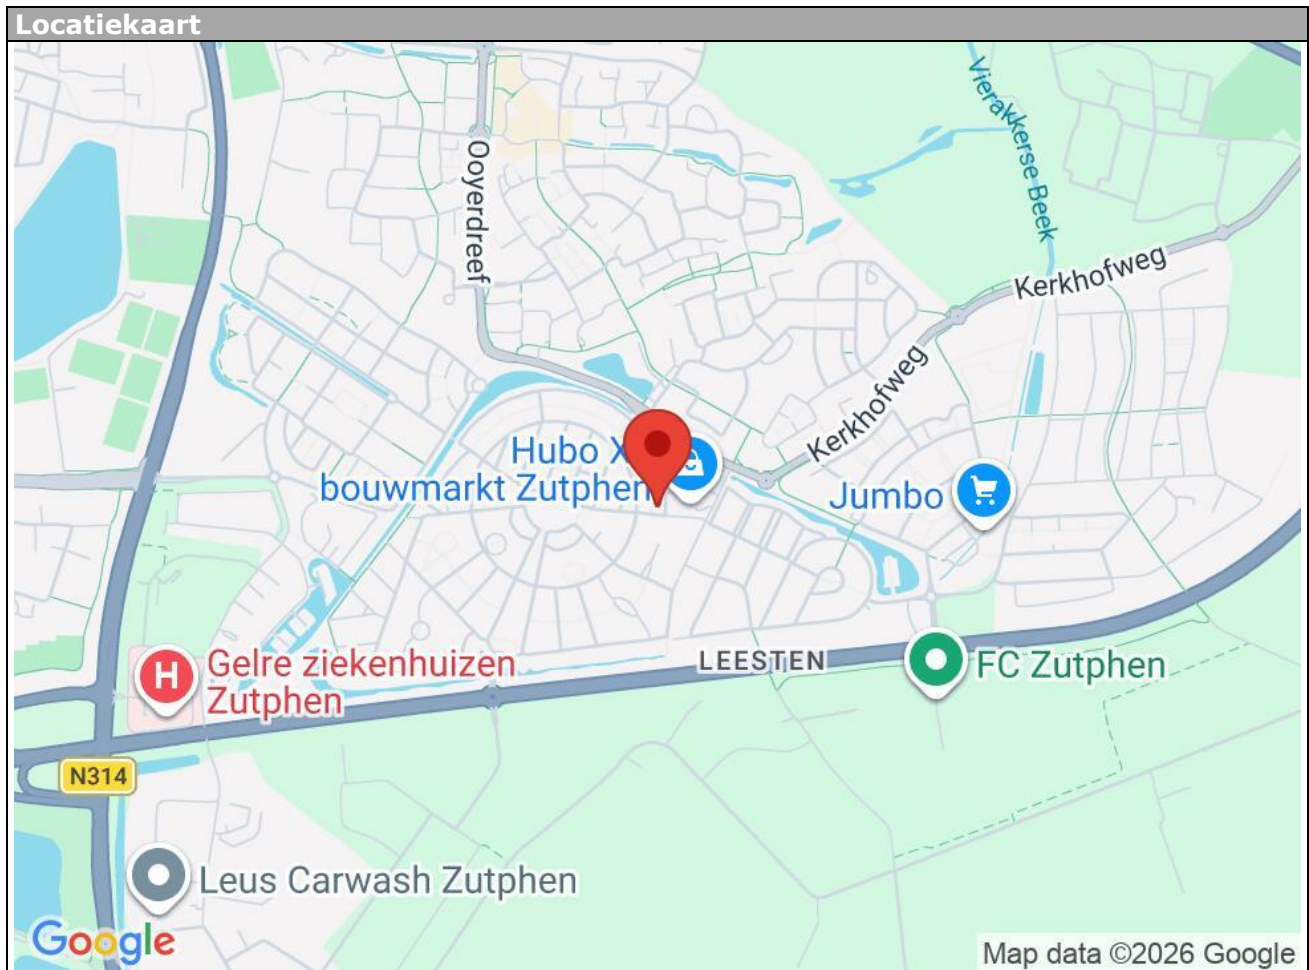 Locatiekaart
Vierakkerse Beek
Ooyerdreef
Kerkhofweg
Kerkhofweg
Hubo X
bouwmarkt Zutphen
Jumbo
Gelre ziekenhuizen
Zutphen
LEESTEN
FC Zutphen
N314
Leus Carwash Zutphen
Google
Map data ©2026 Google